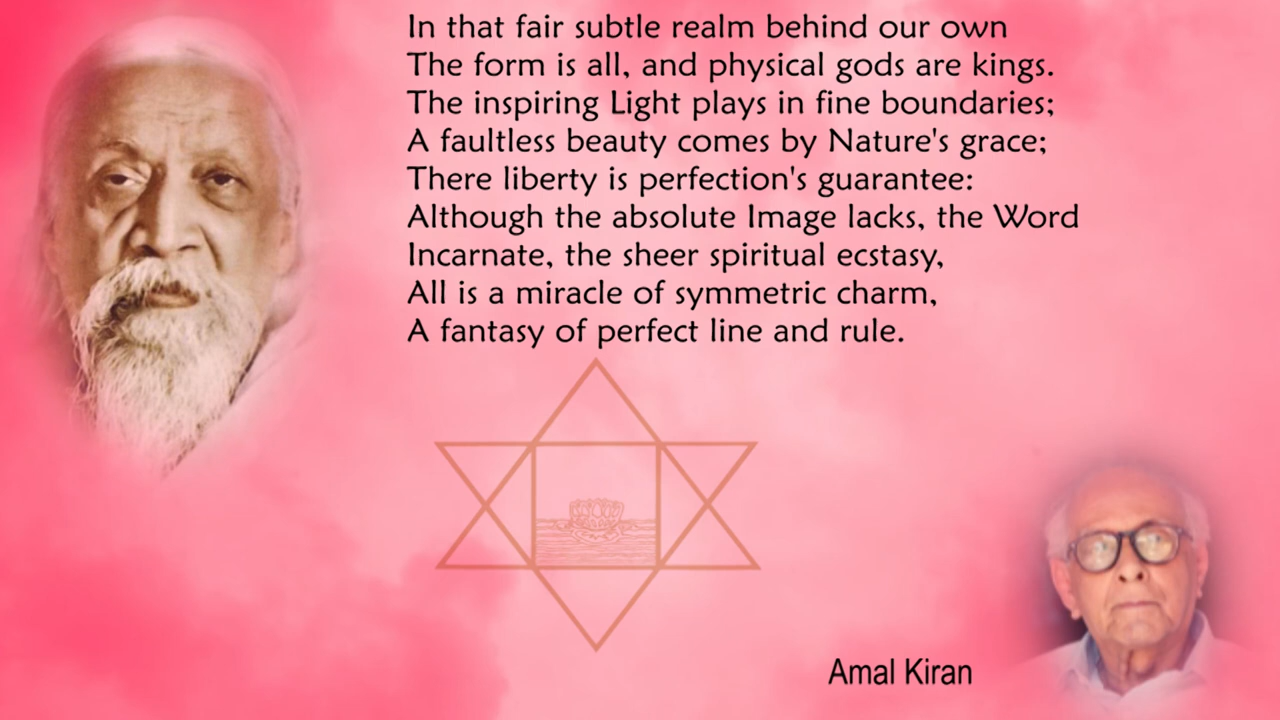 In that fair subtle realm behind our own
The form is all, and physical gods are kings.
The inspiring Light plays in fine boundaries;
A faultless beauty comes by Nature's grace;
There liberty is perfection's guarantee:
Although the absolute Image lacks, the Word
Incarnate, the sheer spiritual ecstasy,
All is a miracle of symmetric charm,
A fantasy of perfect line and rule.
Amal Kiran